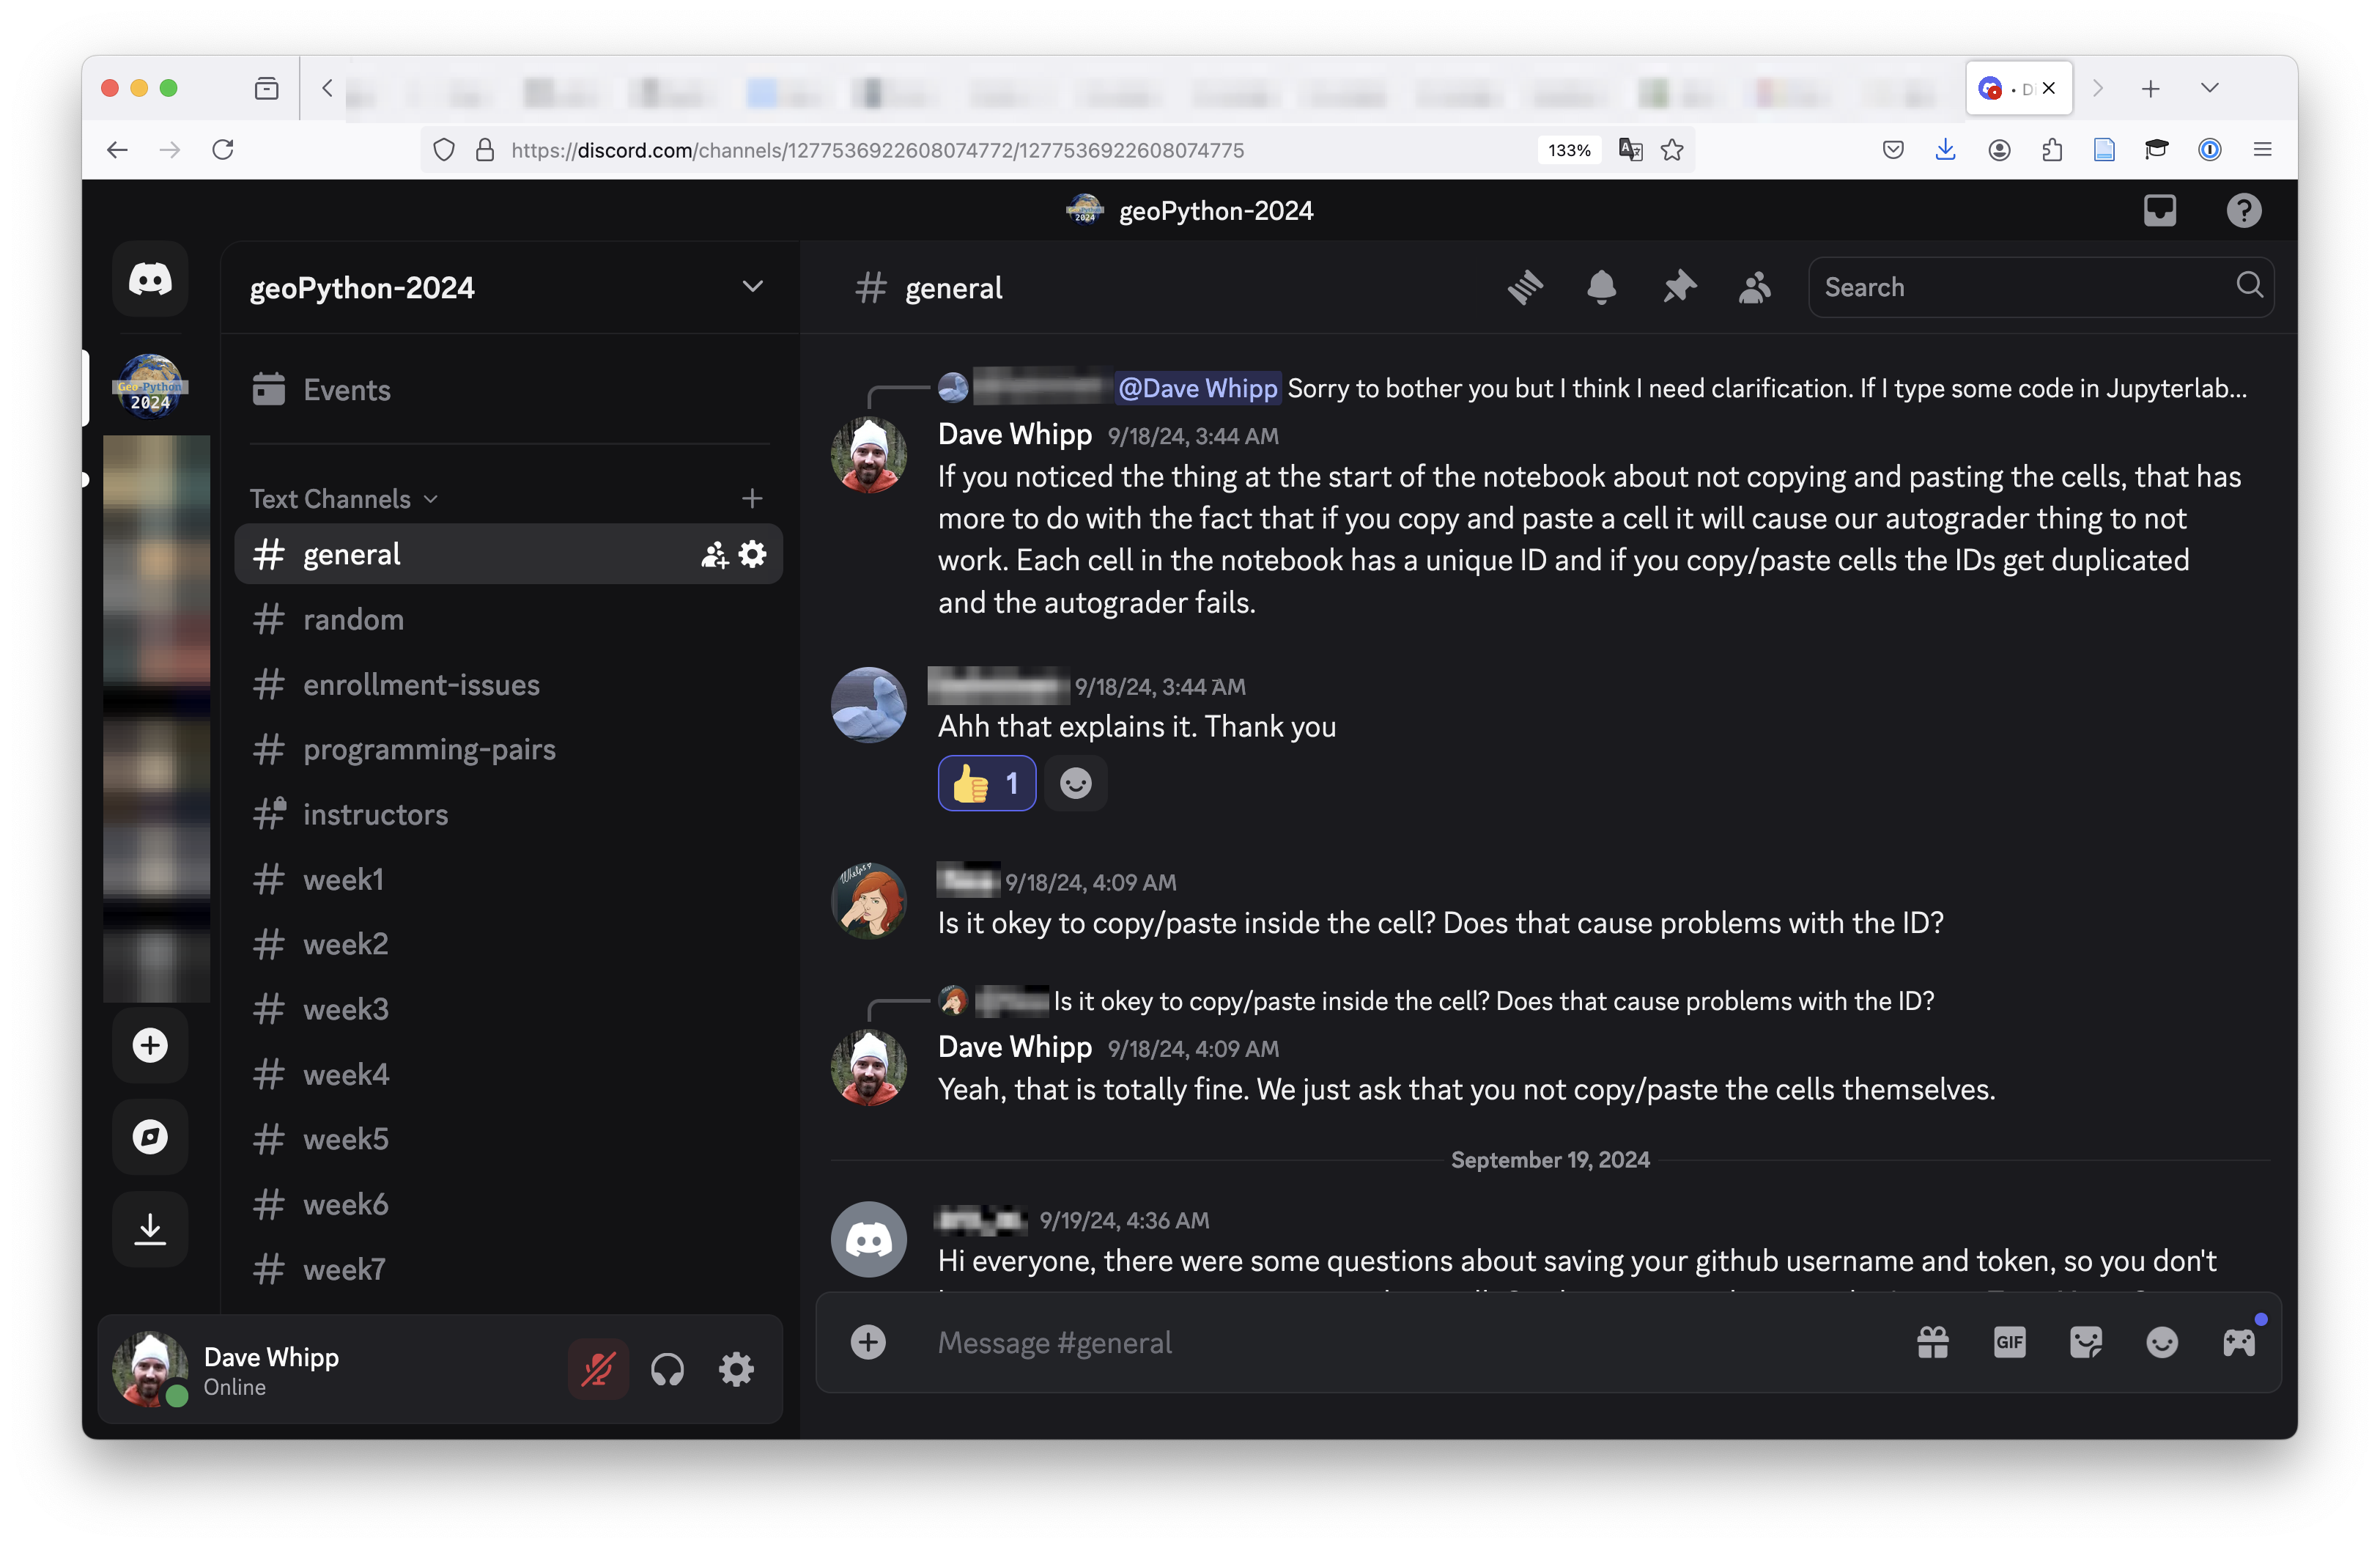 D
https://discord.com/channels/1277536922608074772/1277536922608074775
133%
geoPython-2024
geoPython-2024
# general
Search
Geo-Python
2024
Events
Text Channels
general
random
enrollment-issues
programming-pairs
instructors
week1
week2
week3
week4
week5
week6
week7
Dave Whipp
Online
@Dave Whipp Sorry to bother you but I think I need clarification. If I type some code in Jupyterlab...
Dave Whipp 9/18/24, 3:44 AM
If you noticed the thing at the start of the notebook about not copying and pasting the cells, that has
more to do with the fact that if you copy and paste a cell it will cause our autograder thing to not
work. Each cell in the notebook has a unique ID and if you copy/paste cells the IDs get duplicated
and the autograder fails.
9/18/24, 3:44 AM
Ahh that explains it. Thank you
1
Whelps
9/18/24, 4:09 AM
Is it okey to copy/paste inside the cell? Does that cause problems with the ID?
Is it okey to copy/paste inside the cell? Does that cause problems with the ID?
Dave Whipp 9/18/24, 4:09 AM
Yeah, that is totally fine. We just ask that you not copy/paste the cells themselves.
September 19, 2024
9/19/24, 4:36 AM
Hi everyone, there were some questions about saving your github username and token, so you don't
Message #general
GIF